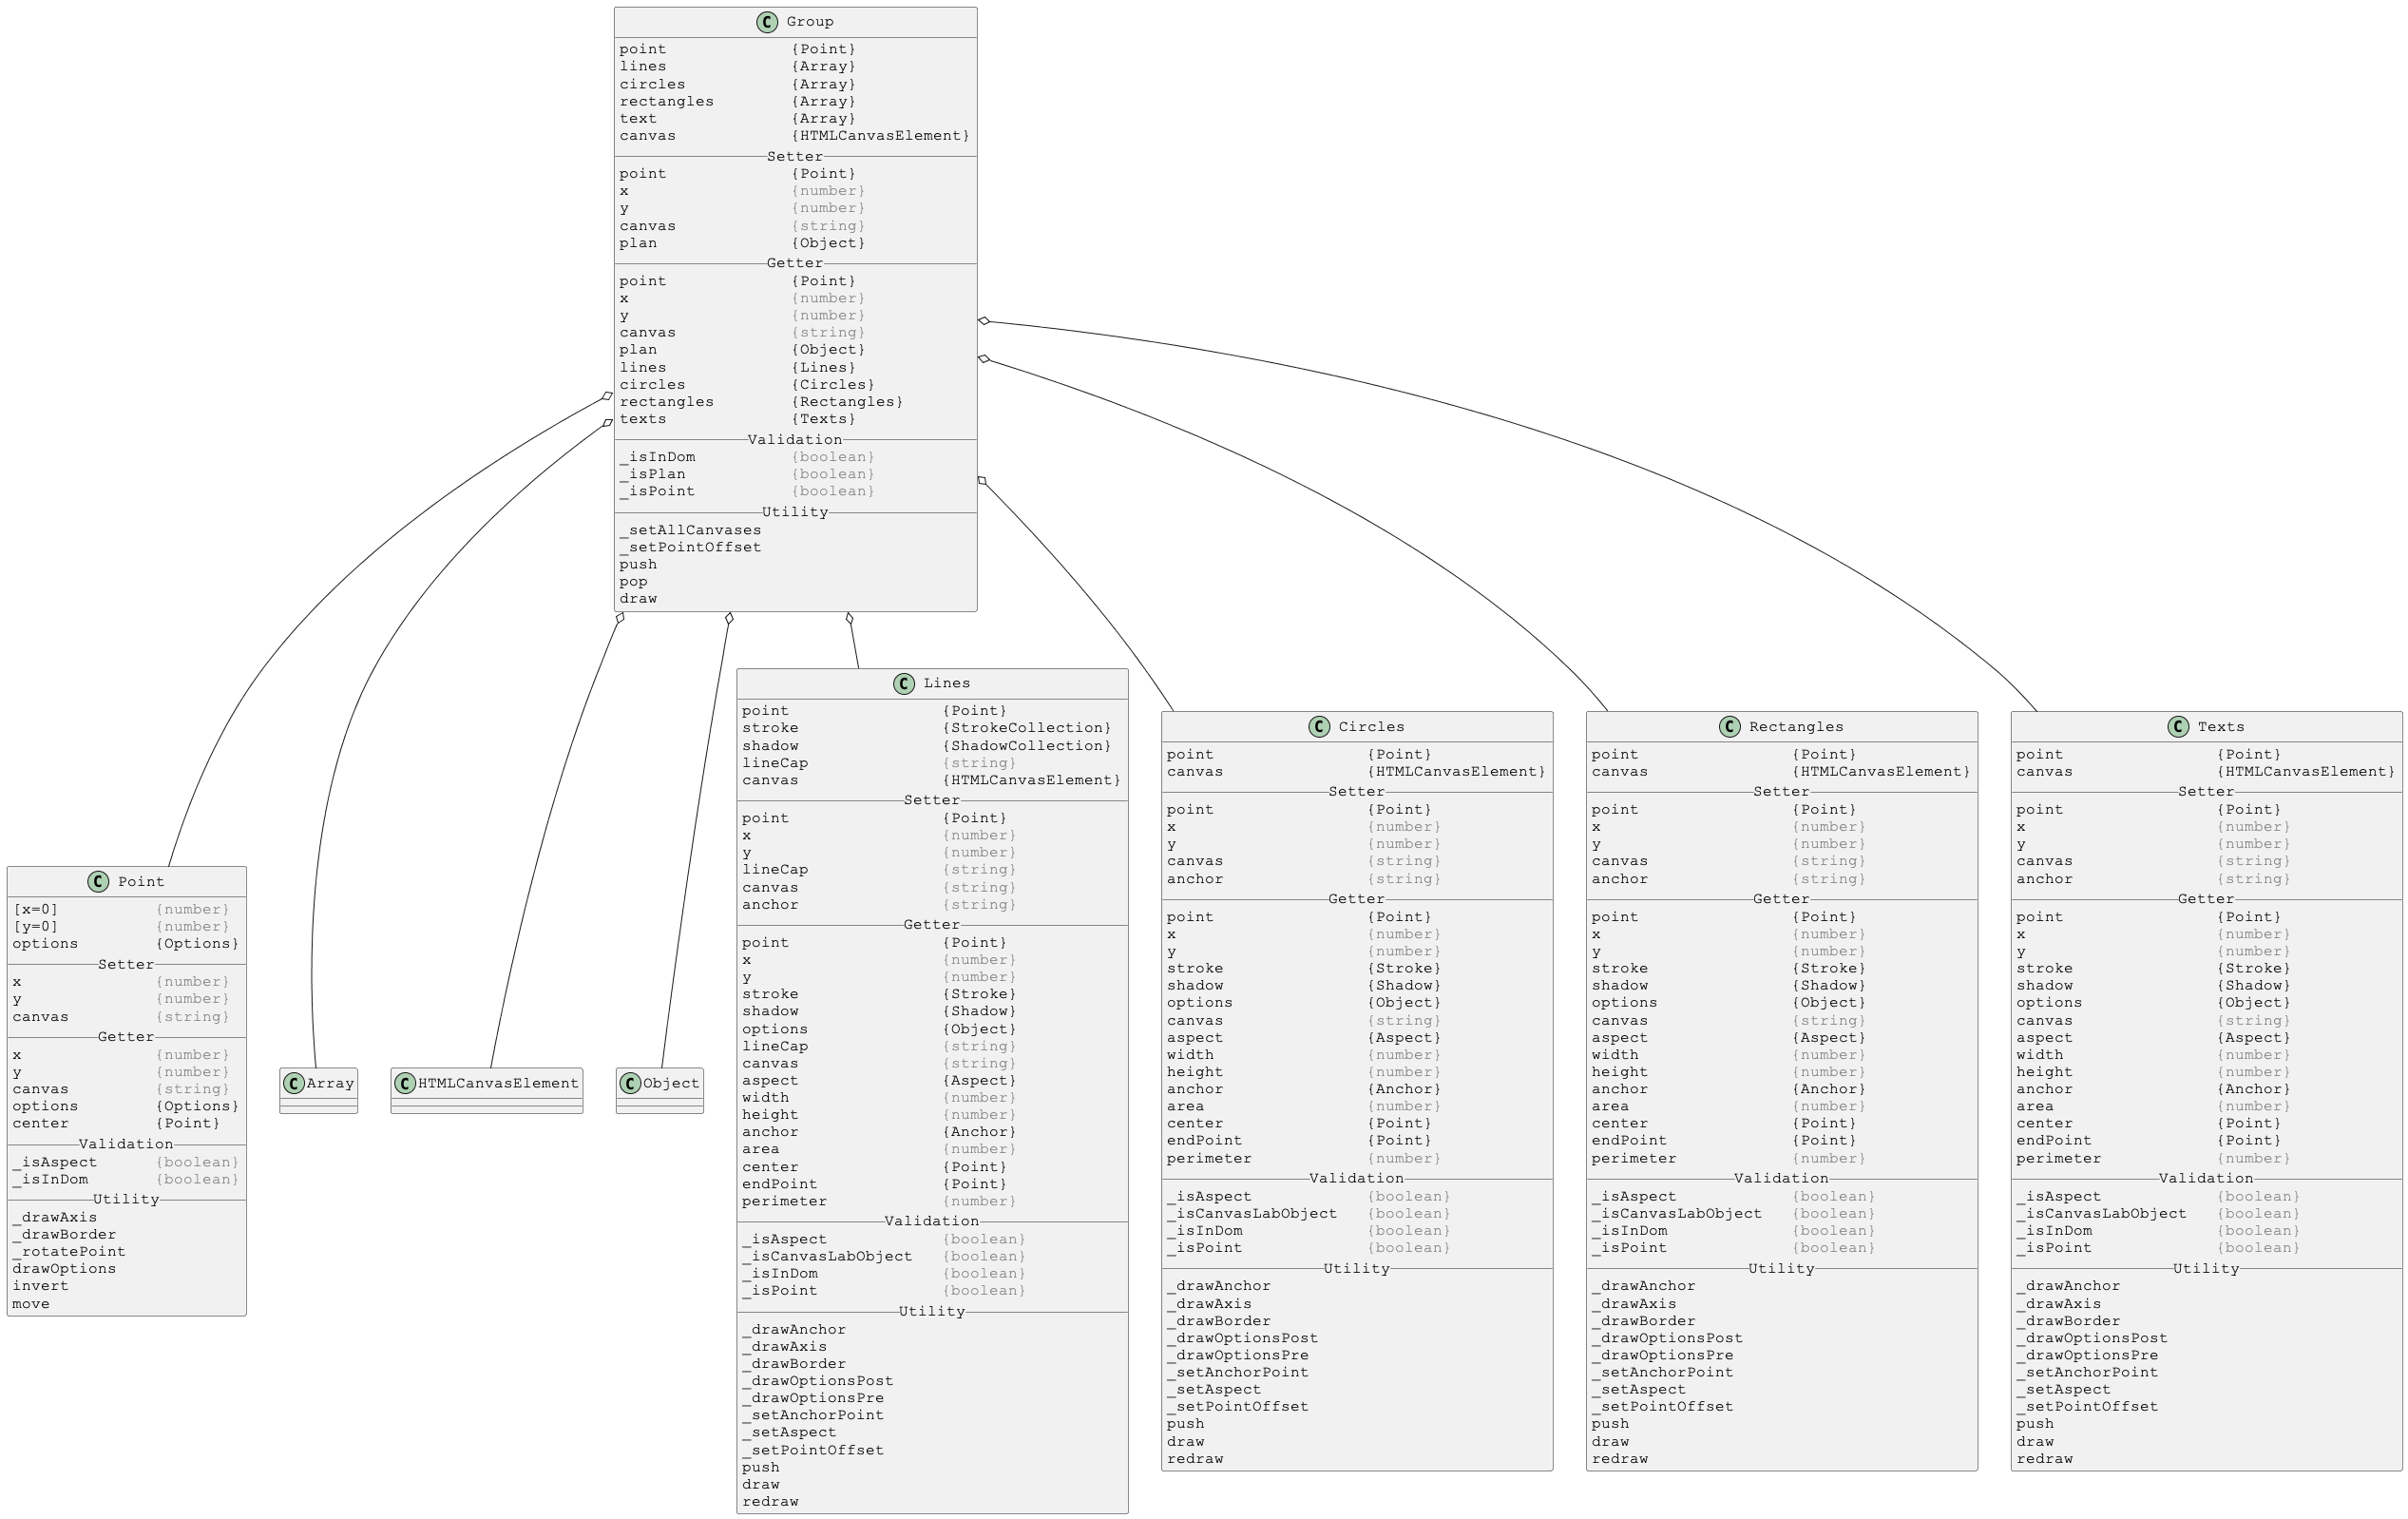 C Group
point {Point}
lines {Array}
circles {Array}
rectangles {Array}
text {Array}
canvas {HTMLCanvasElement}
Setter
point {Point}
x {number}
y {number}
canvas {string}
plan {Object}
Getter
point {Point}
x {number}
y {number}
canvas {string}
plan {Object}
lines {Lines}
circles {Circles}
rectangles {Rectangles}
texts {Texts}
Validation
_isInDom {boolean}
_isPlan {boolean}
_isPoint {boolean}
Utility
_setAllCanvases
_setPointOffset
push
pop
draw
C Point
[x=0] {number}
[y=0] {number}
options {Options}
Setter
x {number}
y {number}
canvas {string}
Getter
x {number}
y {number}
canvas {string}
options {Options}
center {Point}
Validation
_isAspect {boolean}
_isInDom {boolean}
Utility
_drawAxis
_drawBorder
_rotatePoint
drawOptions
invert
move
C Array
C HTMLCanvasElement
C Object
C Lines
point {Point}
stroke {StrokeCollection}
shadow {ShadowCollection}
lineCap {string}
canvas {HTMLCanvasElement}
Setter
point {Point}
x {number}
y {number}
lineCap {string}
canvas {string}
anchor {string}
Getter
point {Point}
x {number}
y {number}
stroke {Stroke}
shadow {Shadow}
options {Object}
lineCap {string}
canvas {string}
aspect {Aspect}
width {number}
height {number}
anchor {Anchor}
area {number}
center {Point}
endPoint {Point}
perimeter {number}
Validation
_isAspect {boolean}
_isCanvasLabObject {boolean}
_isInDom {boolean}
_isPoint {boolean}
Utility
_drawAnchor
_drawAxis
_drawBorder
_drawOptionsPost
_drawOptionsPre
_setAnchorPoint
_setAspect
_setPointOffset
push
draw
redraw
C Circles
point {Point}
canvas {HTMLCanvasElement}
Setter
point {Point}
x {number}
y {number}
canvas {string}
anchor {string}
Getter
point {Point}
x {number}
y {number}
stroke {Stroke}
shadow {Shadow}
options {Object}
canvas {string}
aspect {Aspect}
width {number}
height {number}
anchor {Anchor}
area {number}
center {Point}
endPoint {Point}
perimeter {number}
Validation
_isAspect {boolean}
_isCanvasLabObject {boolean}
_isInDom {boolean}
_isPoint {boolean}
Utility
_drawAnchor
_drawAxis
_drawBorder
_drawOptionsPost
_drawOptionsPre
_setAnchorPoint
_setAspect
_setPointOffset
push
draw
redraw
C Rectangles
point {Point}
canvas {HTMLCanvasElement}
Setter
point {Point}
x {number}
y {number}
canvas {string}
anchor {string}
Getter
point {Point}
x {number}
y {number}
stroke {Stroke}
shadow {Shadow}
options {Object}
canvas {string}
aspect {Aspect}
width {number}
height {number}
anchor {Anchor}
area {number}
center {Point}
endPoint {Point}
perimeter {number}
Validation
_isAspect {boolean}
_isCanvasLabObject {boolean}
_isInDom {boolean}
_isPoint {boolean}
Utility
_drawAnchor
_drawAxis
_drawBorder
_drawOptionsPost
_drawOptionsPre
_setAnchorPoint
_setAspect
_setPointOffset
push
draw
redraw
C Texts
point {Point}
canvas {HTMLCanvasElement}
Setter
point {Point}
x {number}
y {number}
canvas {string}
anchor {string}
Getter
point {Point}
x {number}
y {number}
stroke {Stroke}
shadow {Shadow}
options {Object}
canvas {string}
aspect {Aspect}
width {number}
height {number}
anchor {Anchor}
area {number}
center {Point}
endPoint {Point}
perimeter {number}
Validation
_isAspect {boolean}
_isCanvasLabObject {boolean}
_isInDom {boolean}
_isPoint {boolean}
Utility
_drawAnchor
_drawAxis
_drawBorder
_drawOptionsPost
_drawOptionsPre
_setAnchorPoint
_setAspect
_setPointOffset
push
draw
redraw